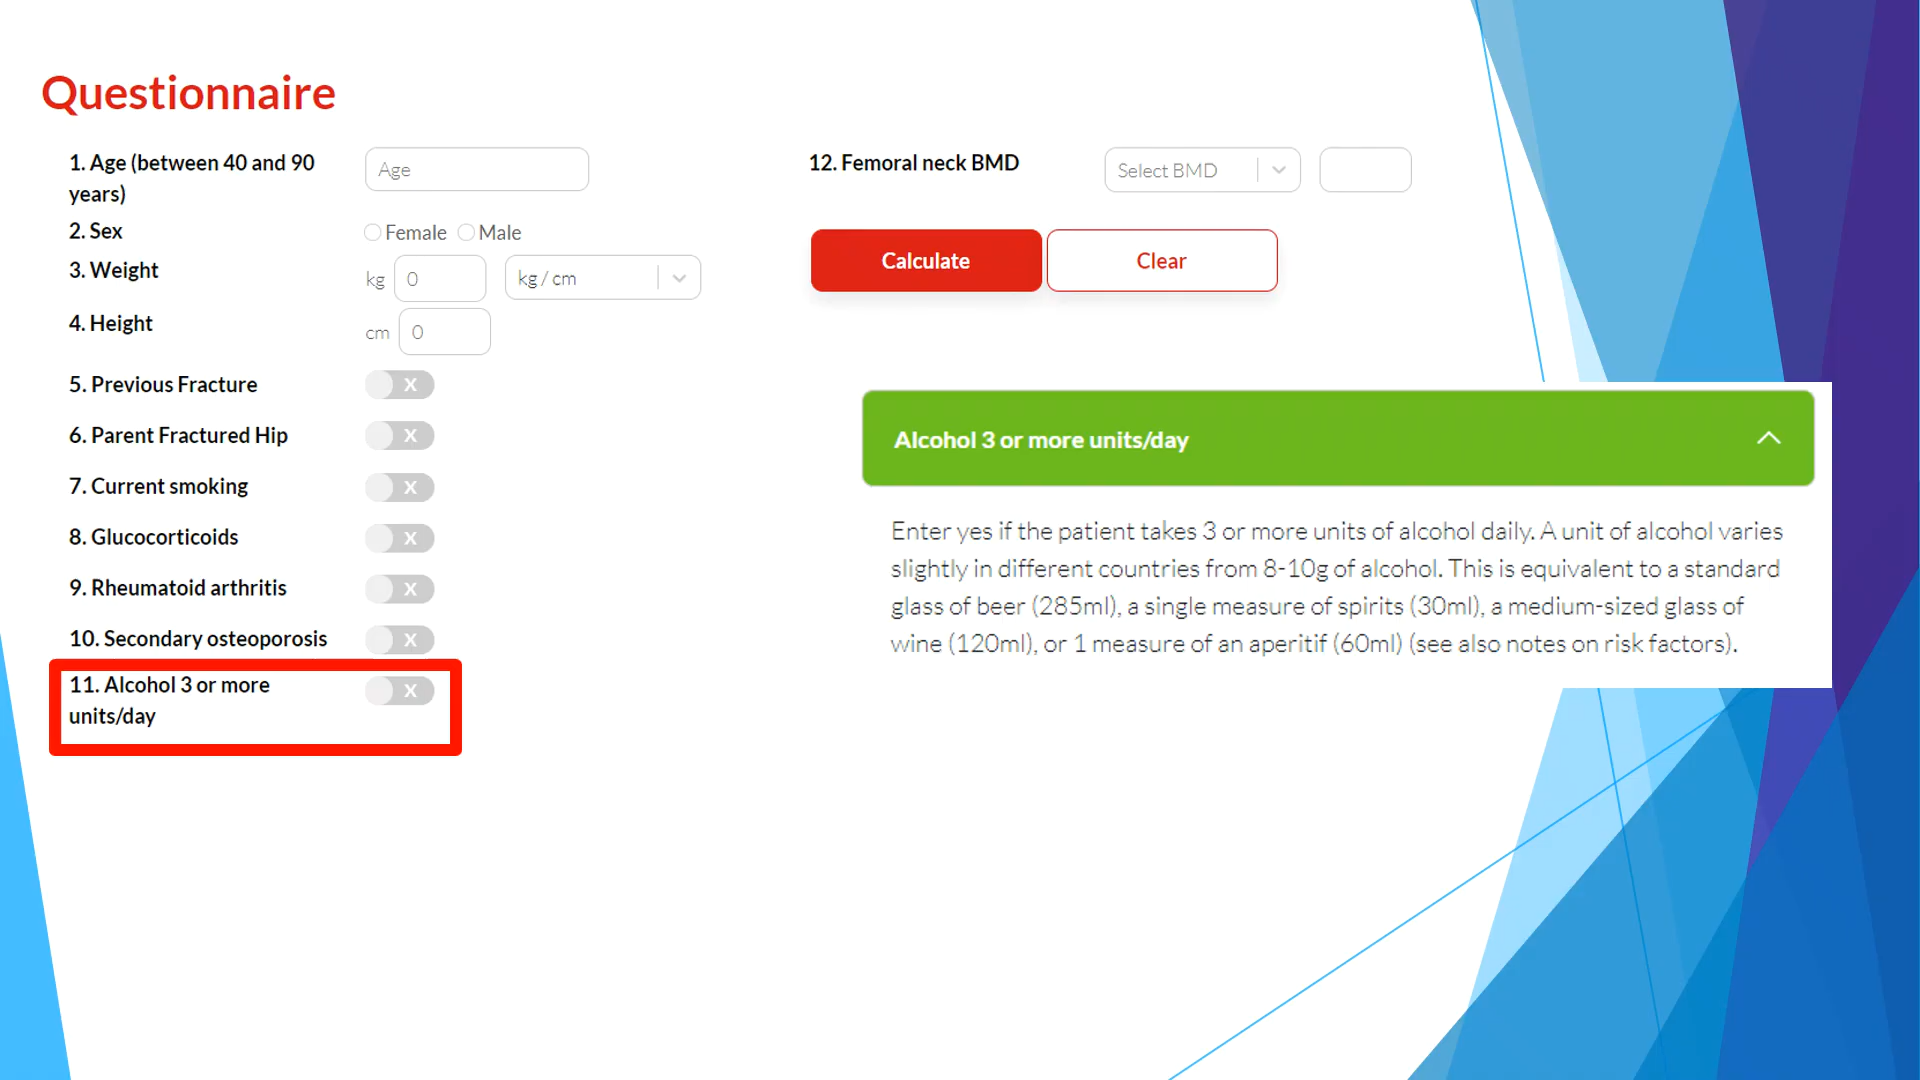 Questionnaire
1. Age (between 40 and 90
years)
Age
2. Sex
Female
Male
3. Weight
kg
0
kg / cm
4. Height
cm
0
5. Previous Fracture
X
6. Parent Fractured Hip
X
7. Current smoking
X
8. Glucocorticoids
X
9. Rheumatoid arthritis
X
10. Secondary osteoporosis
X
11. Alcohol 3 or more
units/day
X
12. Femoral neck BMD
Select BMD
Calculate
Clear
Alcohol 3 or more units/day
Enter yes if the patient takes 3 or more units of alcohol daily. A unit of alcohol varies
slightly in different countries from 8-10g of alcohol. This is equivalent to a standard
glass of beer (285ml), a single measure of spirits (30ml), a medium-sized glass of
wine (120ml), or 1 measure of an aperitif (60ml) (see also notes on risk factors).